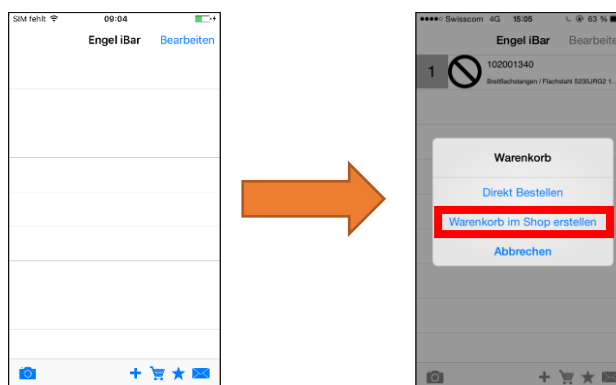 SIM fehlt 09:04
Engel iBar Bearbeiten
Swisscom 4G 15:05 63 %
Engel iBar Bearbeite
1 102001340
Breitflachstangen / Flachstahl S235JRG2 1...
Warenkorb
Direkt Bestellen
Warenkorb im Shop erstellen
Abbrechen